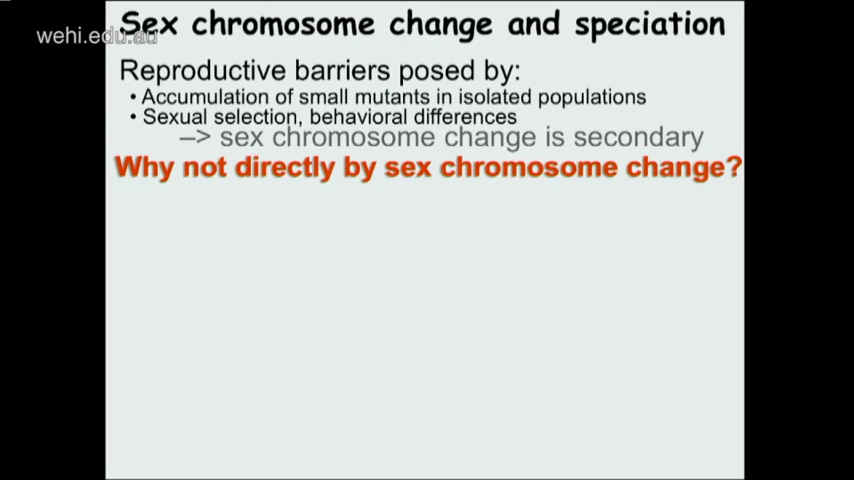 Sex chromosome change and speciation
wehi.edu.au
Reproductive barriers posed by:
• Accumulation of small mutants in isolated populations
• Sexual selection, behavioral differences
–> sex chromosome change is secondary
Why not directly by sex chromosome change?